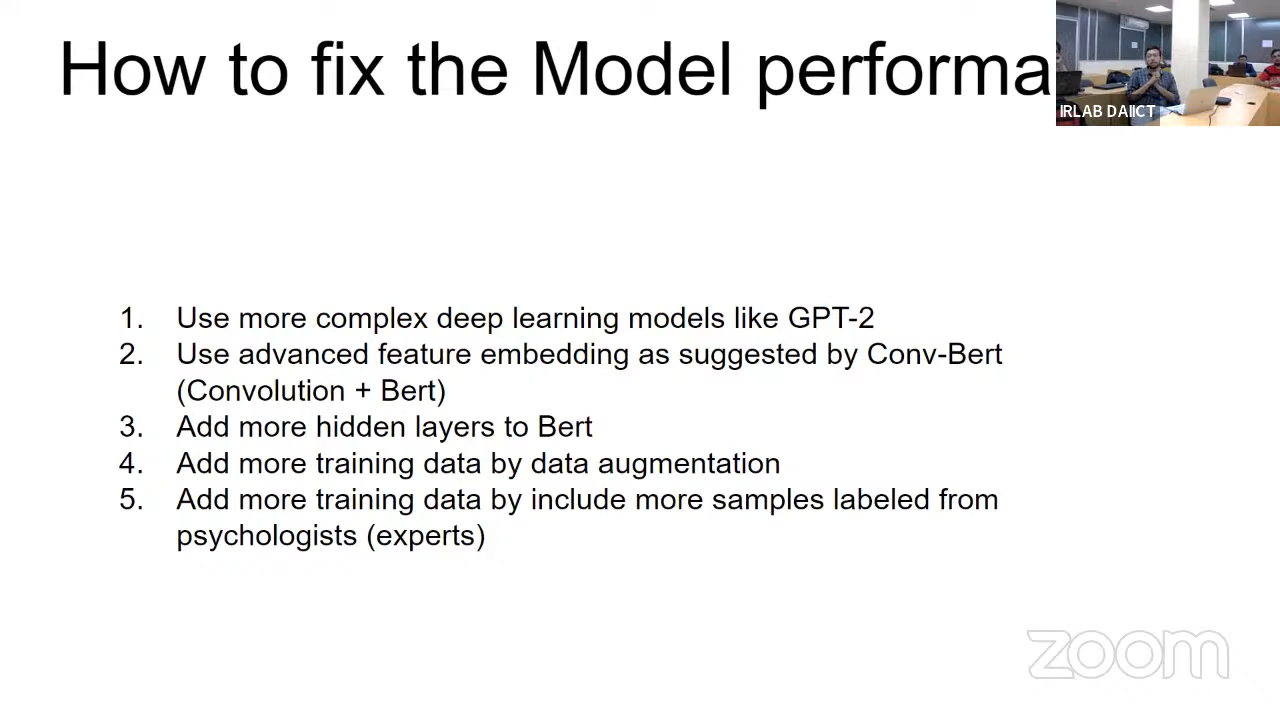 How to fix the Model performa
IRLAB DAIICT
1. Use more complex deep learning models like GPT-2
2. Use advanced feature embedding as suggested by Conv-Bert
(Convolution + Bert)
3. Add more hidden layers to Bert
4. Add more training data by data augmentation
5. Add more training data by include more samples labeled from
psychologists (experts)
zoom